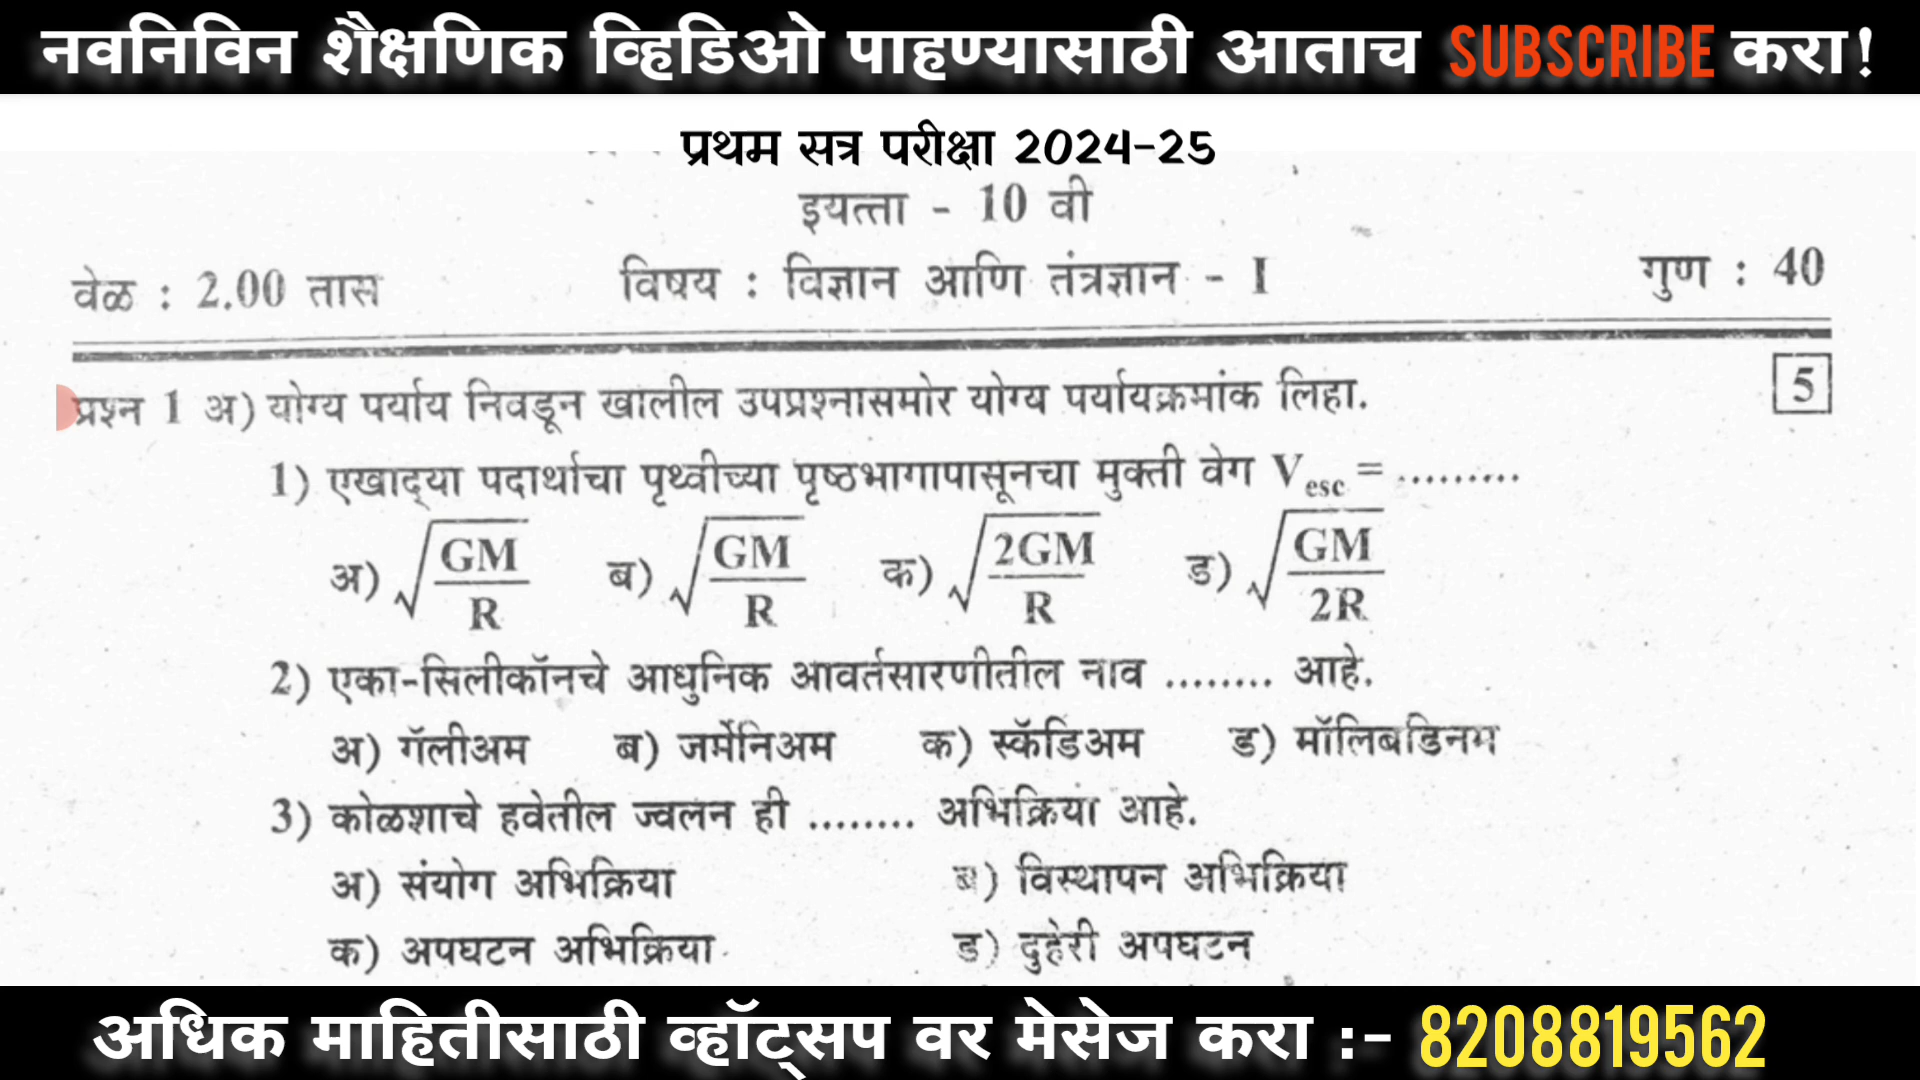 नवनिविन शैक्षणिक व्हिडिओ पाहण्यासाठी आताच SUBSCRIBE करा!
प्रथम सत्र परीक्षा 2024-25
इयत्ता - 10 वी
वेळ : 2.00 तास विषय : विज्ञान आणि तंत्रज्ञान - I गुण : 40
प्रश्न 1 अ) योग्य पर्याय निवडून खालील उपप्रश्नासमोर योग्य पर्यायक्रमांक लिहा. 5
1) एखाद्या पदार्थाचा पृथ्वीच्या पृष्ठभागापासूनचा मुक्ती वेग Vesc = .........
अ) √GM/R ब) √GM/R क) √2GM/R ड) √GM/2R
2) एका-सिलीकॉनचे आधुनिक आवर्तसारणीतील नाव ........ आहे.
अ) गॅलीअम ब) जर्मेनिअम क) स्कॅडिअम ड) मॉलिबडिनम
3) कोळशाचे हवेतील ज्वलन ही ........ अभिक्रिया आहे.
अ) संयोग अभिक्रिया ब) विस्थापन अभिक्रिया
क) अपघटन अभिक्रिया ड) दुहेरी अपघटन
अधिक माहितीसाठी व्हॉट्सप वर मेसेज करा :- 8208819562